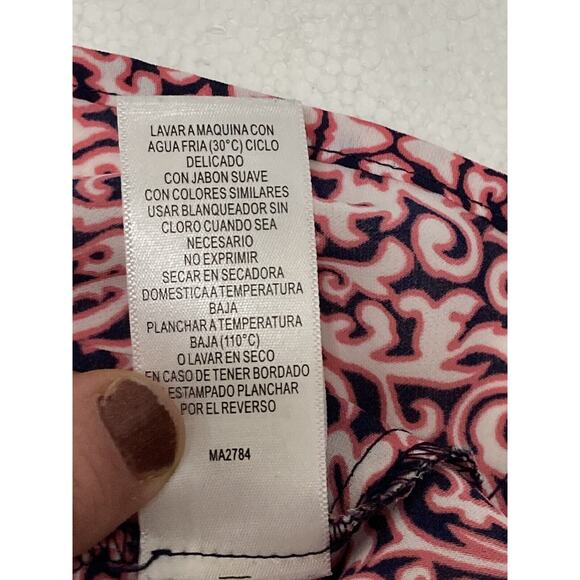 LAVAR A MAQUINA CON
AGUA FRIA (30°C) CICLO
DELICADO
CON JABON SUAVE
CON COLORES SIMILARES
USAR BLANQUEADOR SIN
CLORO CUANDO SEA
NECESARIO
NO EXPRIMIR
SECAR EN SECADORA
DOMESTICA A TEMPERATURA
BAJA
PLANCHAR A TEMPERATURA
BAJA (110°C)
O LAVAR EN SECO
EN CASO DE TENER BORDADO
ESTAMPADO PLANCHAR
POR EL REVERSO
MA2784